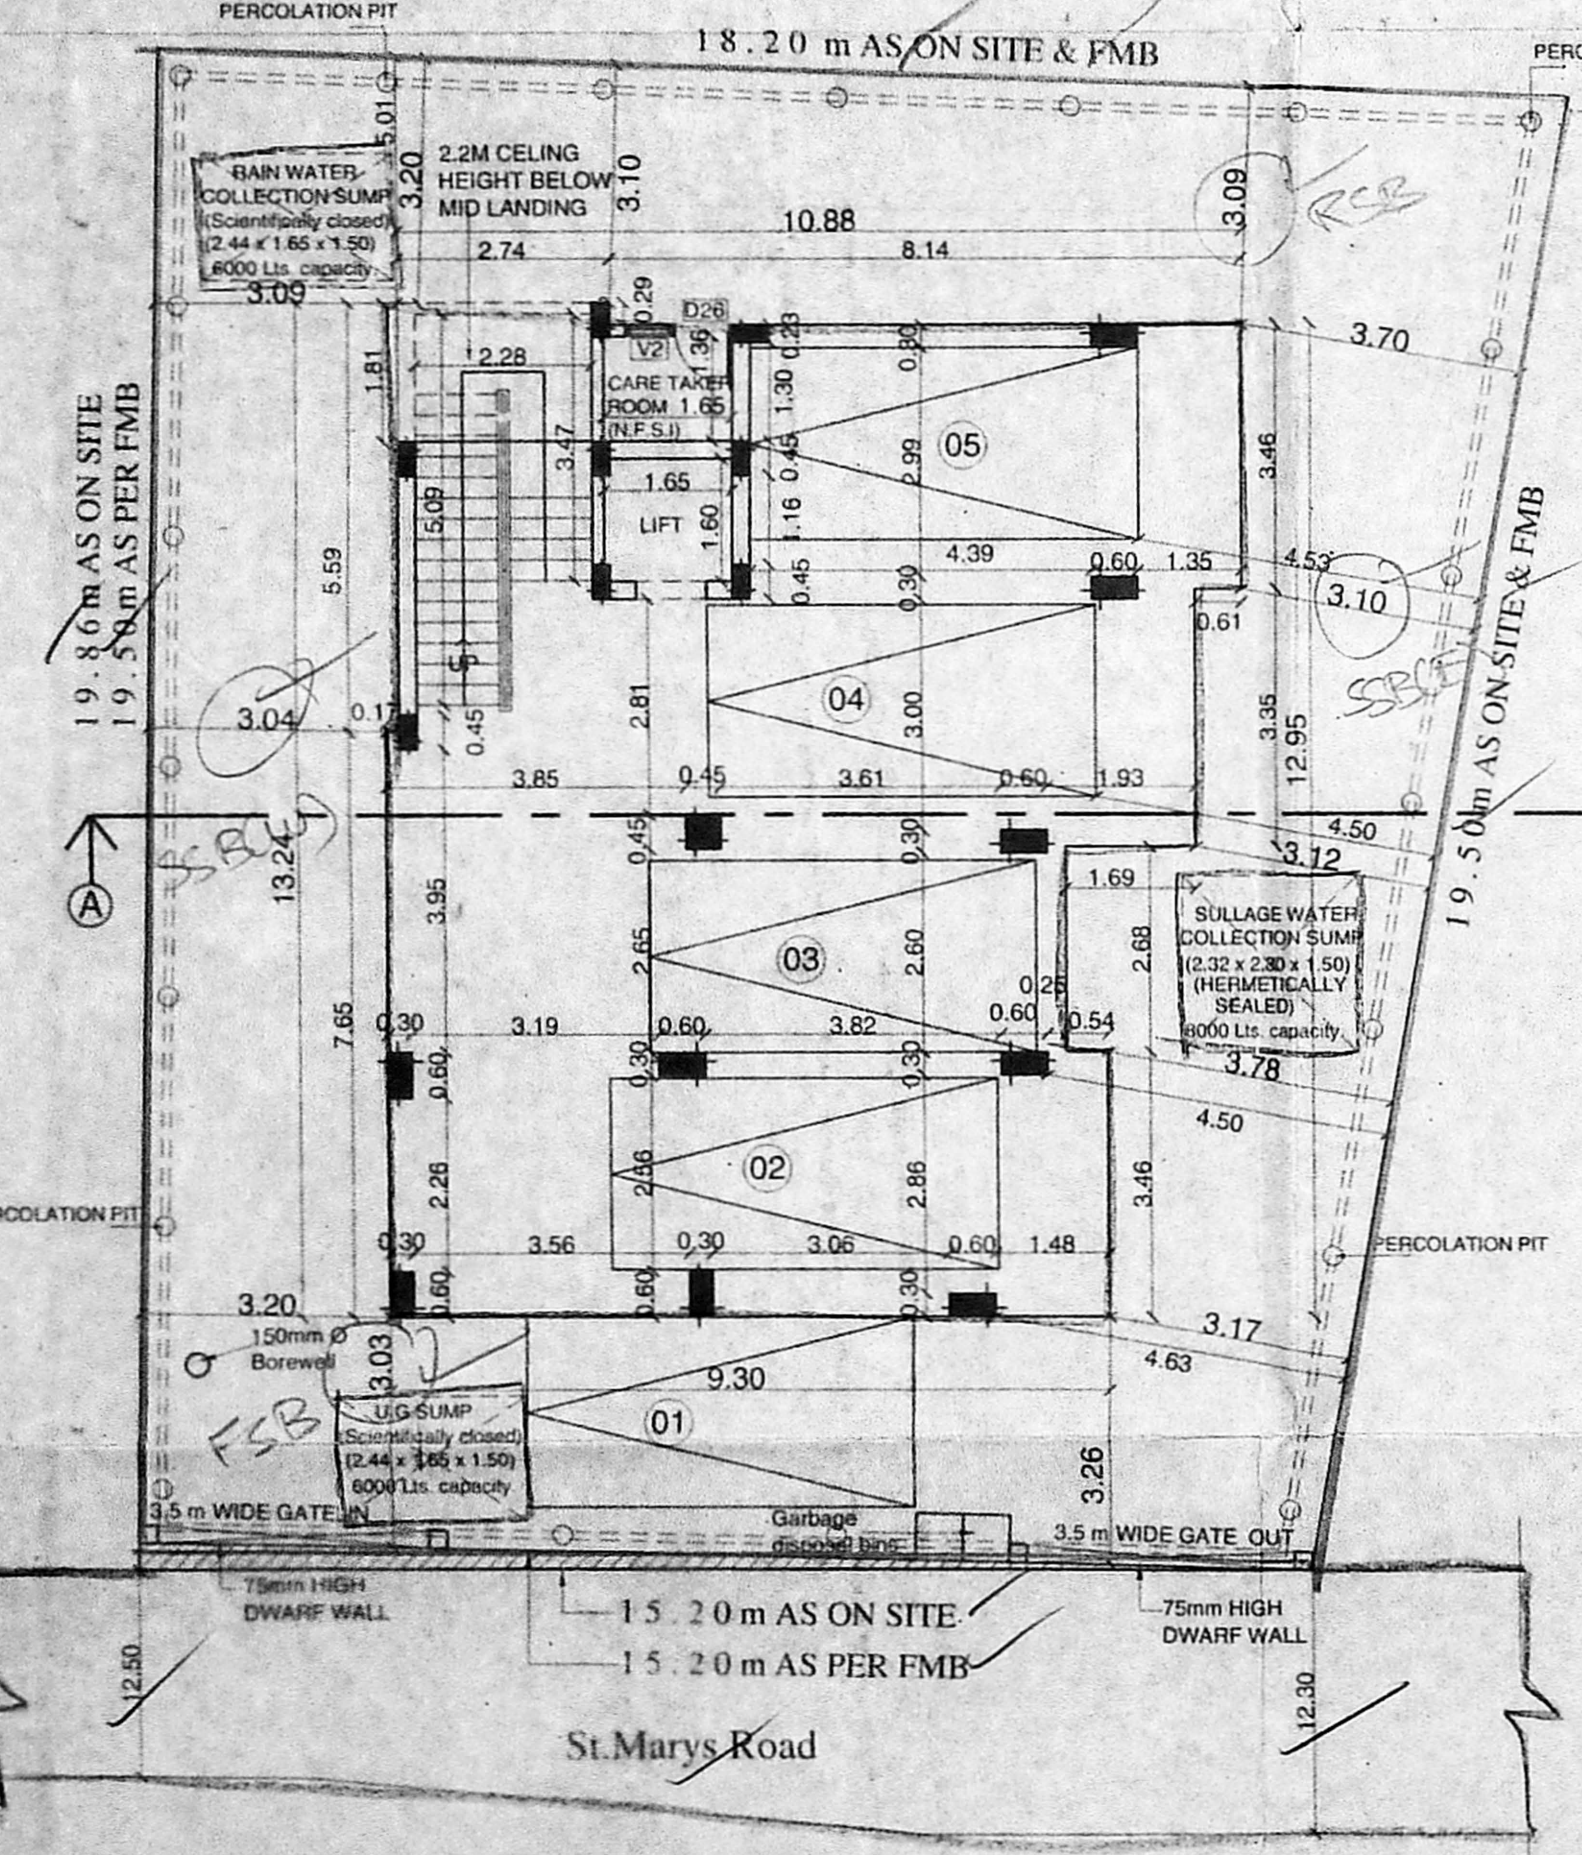 PERCOLATION PIT
18.20 m AS ON SITE & FMB
PERC
5.01
3.20
2.2M CELING
HEIGHT BELOW
MID LANDING
3.10
3.09
RSB
RAIN WATER
COLLECTION SUMP
(Scientifically closed)
(2.44 x 1.65 x 1.50)
6000 Lts. capacity
3.09
10.88
2.74
8.14
0.29
D26
V2
1.36
0.23
0.80
3.70
1.81
2.28
CARE TAKER
ROOM 1.65
(N.F.S.I)
1.30
3.47
0.45
2.99
05
3.46
19.86m AS ON SITE
19.50m AS PER FMB
5.09
1.65
LIFT
1.60
1.16
5.59
4.39
0.60
1.35
4.53
0.45
0.30
3.10
0.61
19.50m AS ON SITE & FMB
3.04
0.17
0.45
2.81
04
3.00
3.35
12.95
3.85
0.45
3.61
0.60
1.93
0.45
0.30
4.50
3.12
A
13.24
3.95
1.69
SULLAGE WATER
COLLECTION SUMP
(2.32 x 2.30 x 1.50)
(HERMETICALLY
SEALED)
8000 Lts. capacity
2.65
03
2.60
2.68
0.25
7.65
0.30
3.19
0.60
3.82
0.60
0.54
0.60
0.30
0.30
3.78
4.50
2.26
02
2.86
3.46
COLATION PIT
PERCOLATION PIT
0.30
3.56
0.30
3.06
0.60
1.48
0.60
0.60
0.30
3.20
150mm Ø
Borewell
3.03
3.17
4.63
9.30
FSB
U.G SUMP
(Scientifically closed)
(2.44 x 1.65 x 1.50)
6000 Lts. capacity
01
3.26
3.5 m WIDE GATE IN
Garbage
disposal bins
3.5 m WIDE GATE OUT
75mm HIGH
DWARF WALL
15.20m AS ON SITE
15.20m AS PER FMB
75mm HIGH
DWARF WALL
12.50
12.30
St.Marys Road